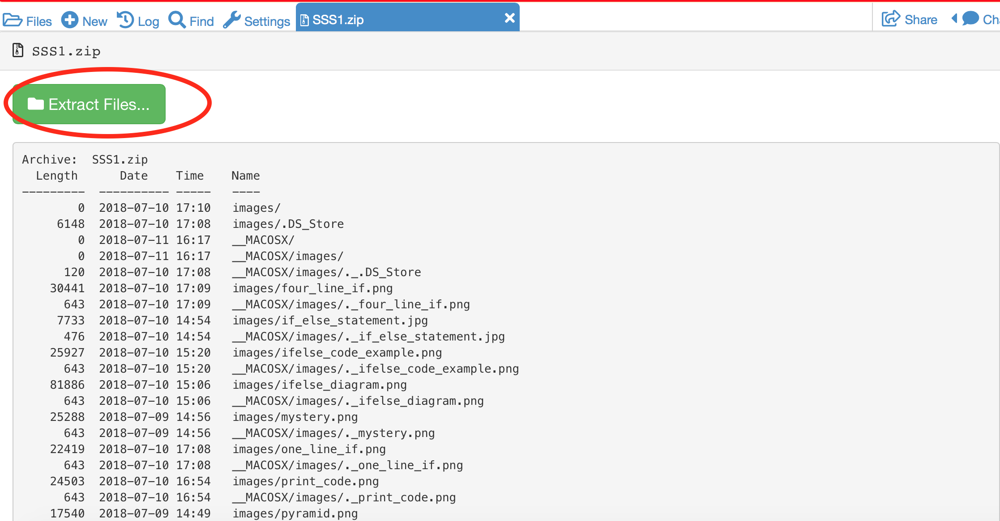 Files New Log Find Settings SSS1.zip Share
SSS1.zip
Extract Files...
Archive:  SSS1.zip
  Length      Date    Time    Name
---------  ---------- -----   ----
        0  2018-07-10 17:10   images/
     6148  2018-07-10 17:08   images/.DS_Store
        0  2018-07-11 16:17   __MACOSX/
        0  2018-07-11 16:17   __MACOSX/images/
      120  2018-07-10 17:08   __MACOSX/images/._.DS_Store
    30441  2018-07-10 17:09   images/four_line_if.png
      643  2018-07-10 17:09   __MACOSX/images/._four_line_if.png
     7733  2018-07-10 14:54   images/if_else_statement.jpg
      476  2018-07-10 14:54   __MACOSX/images/._if_else_statement.jpg
    25927  2018-07-10 15:20   images/ifelse_code_example.png
      643  2018-07-10 15:20   __MACOSX/images/._ifelse_code_example.png
    81886  2018-07-10 15:06   images/ifelse_diagram.png
      643  2018-07-10 15:06   __MACOSX/images/._ifelse_diagram.png
    25288  2018-07-09 14:56   images/mystery.png
      643  2018-07-09 14:56   __MACOSX/images/._mystery.png
    22419  2018-07-10 17:08   images/one_line_if.png
      643  2018-07-10 17:08   __MACOSX/images/._one_line_if.png
    24503  2018-07-10 16:54   images/print_code.png
      643  2018-07-10 16:54   __MACOSX/images/._print_code.png
    17540  2018-07-09 14:49   images/pyramid.png